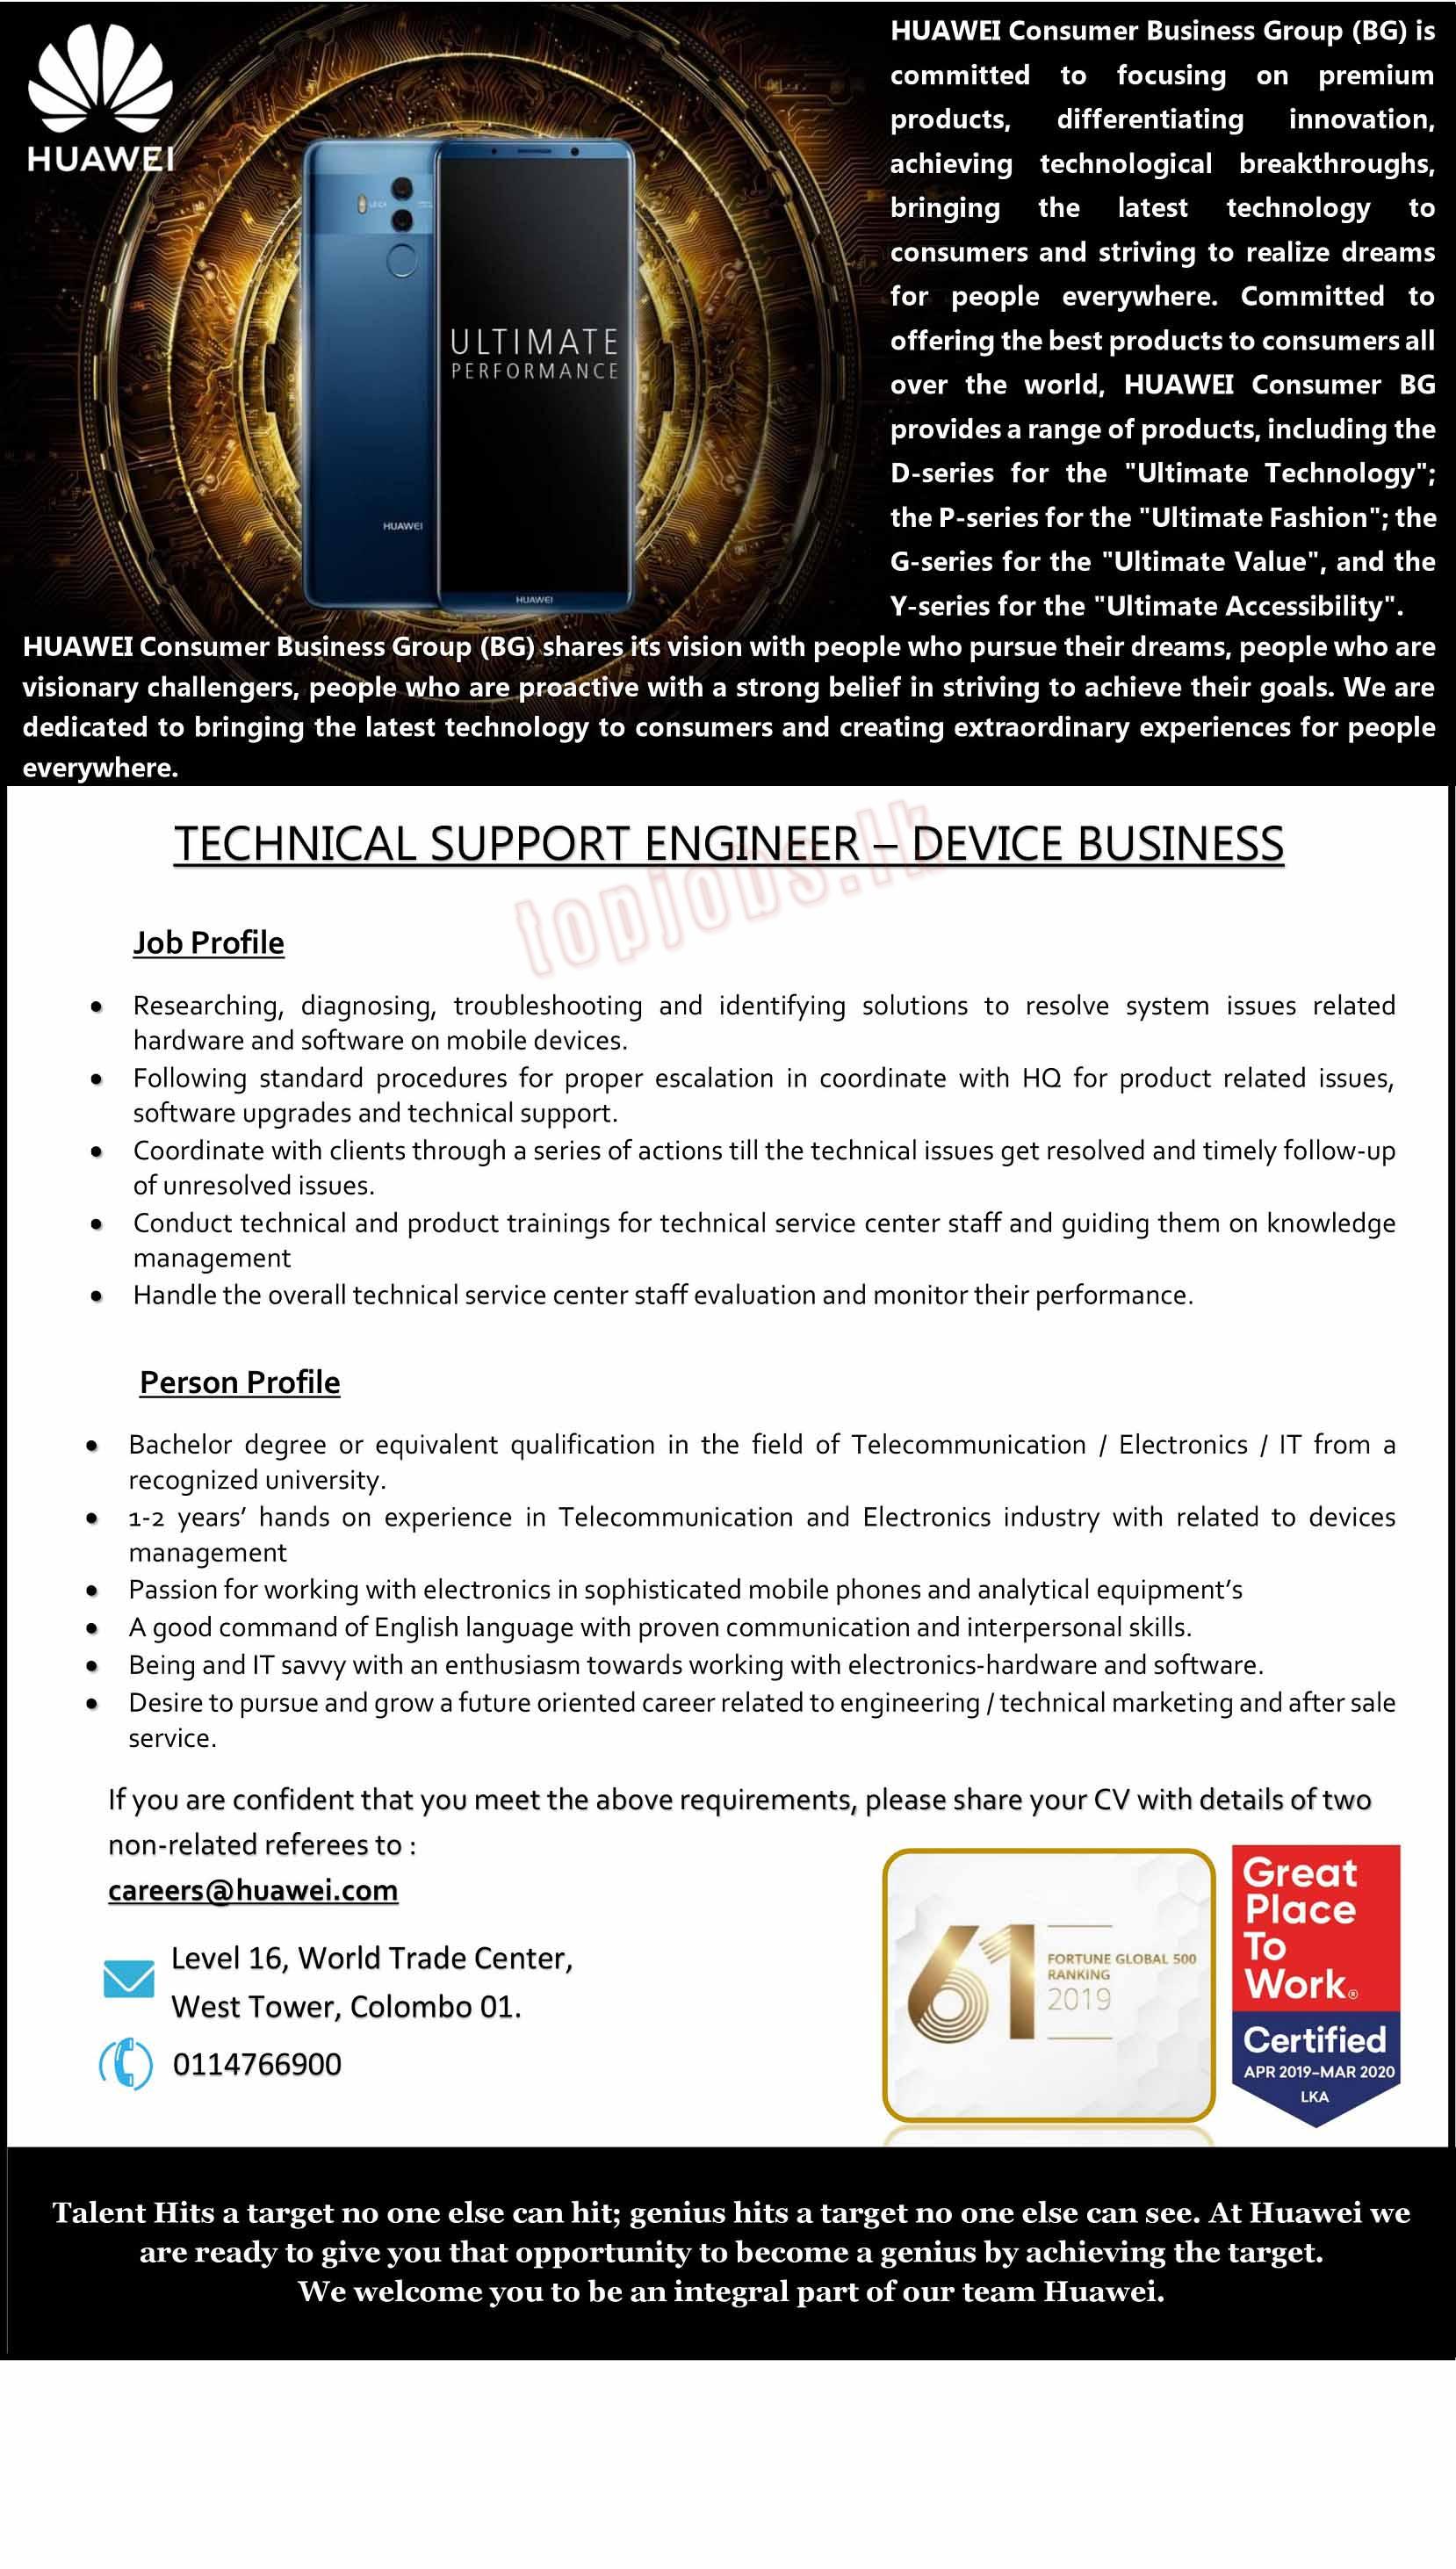 HUAWEI
HUAWEI Consumer Business Group (BG) is
committed to focusing on premium
products, differentiating innovation,
achieving technological breakthroughs,
bringing the latest technology to
consumers and striving to realize dreams
for people everywhere. Committed to
offering the best products to consumers all
over the world, HUAWEI Consumer BG
provides a range of products, including the
D-series for the "Ultimate Technology";
the P-series for the "Ultimate Fashion"; the
G-series for the "Ultimate Value", and the
Y-series for the "Ultimate Accessibility".
LEICA
ULTIMATE
PERFORMANCE
HUAWEI
HUAWEI
HUAWEI Consumer Business Group (BG) shares its vision with people who pursue their dreams, people who are
visionary challengers, people who are proactive with a strong belief in striving to achieve their goals. We are
dedicated to bringing the latest technology to consumers and creating extraordinary experiences for people
everywhere.
TECHNICAL SUPPORT ENGINEER – DEVICE BUSINESS
topjobs.lk
Job Profile
• Researching, diagnosing, troubleshooting and identifying solutions to resolve system issues related
hardware and software on mobile devices.
• Following standard procedures for proper escalation in coordinate with HQ for product related issues,
software upgrades and technical support.
• Coordinate with clients through a series of actions till the technical issues get resolved and timely follow-up
of unresolved issues.
• Conduct technical and product trainings for technical service center staff and guiding them on knowledge
management
• Handle the overall technical service center staff evaluation and monitor their performance.
Person Profile
• Bachelor degree or equivalent qualification in the field of Telecommunication / Electronics / IT from a
recognized university.
• 1-2 years’ hands on experience in Telecommunication and Electronics industry with related to devices
management
• Passion for working with electronics in sophisticated mobile phones and analytical equipment’s
• A good command of English language with proven communication and interpersonal skills.
• Being and IT savvy with an enthusiasm towards working with electronics-hardware and software.
• Desire to pursue and grow a future oriented career related to engineering / technical marketing and after sale
service.
If you are confident that you meet the above requirements, please share your CV with details of two
non-related referees to :
careers@huawei.com
Level 16, World Trade Center,
West Tower, Colombo 01.
0114766900
61
FORTUNE GLOBAL 500
RANKING
2019
Great
Place
To
Work®
Certified
APR 2019–MAR 2020
LKA
Talent Hits a target no one else can hit; genius hits a target no one else can see. At Huawei we
are ready to give you that opportunity to become a genius by achieving the target.
We welcome you to be an integral part of our team Huawei.